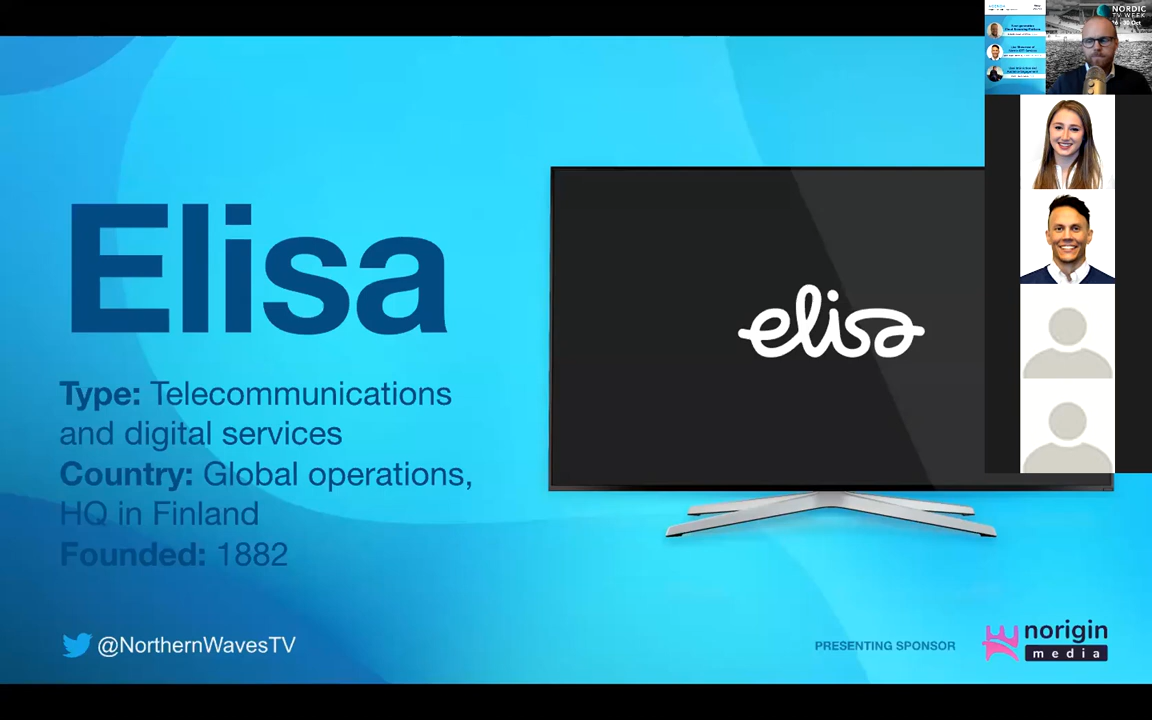 Elisa
Type: Telecommunications
and digital services
Country: Global operations,
HQ in Finland
Founded: 1882
elisa
@NorthernWavesTV
PRESENTING SPONSOR
norigin
media
NORDIC
TV WEEK